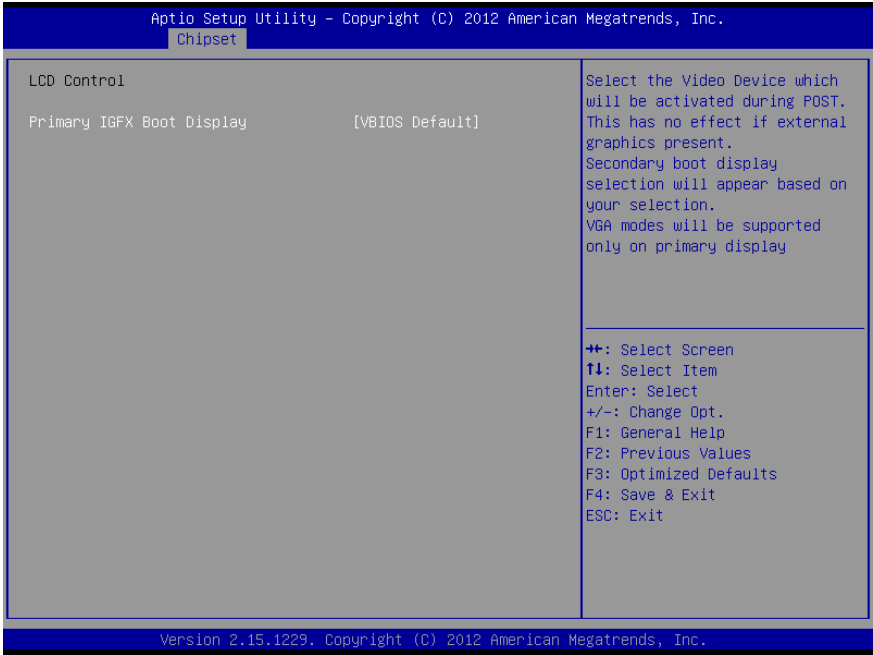 Aptio Setup Utility – Copyright (C) 2012 American Megatrends, Inc.
Chipset
LCD Control
Primary IGFX Boot Display [VBIOS Default]
Select the Video Device which
will be activated during POST.
This has no effect if external
graphics present.
Secondary boot display
selection will appear based on
your selection.
VGA modes will be supported
only on primary display
→←: Select Screen
↑↓: Select Item
Enter: Select
+/-: Change Opt.
F1: General Help
F2: Previous Values
F3: Optimized Defaults
F4: Save & Exit
ESC: Exit
Version 2.15.1229. Copyright (C) 2012 American Megatrends, Inc.